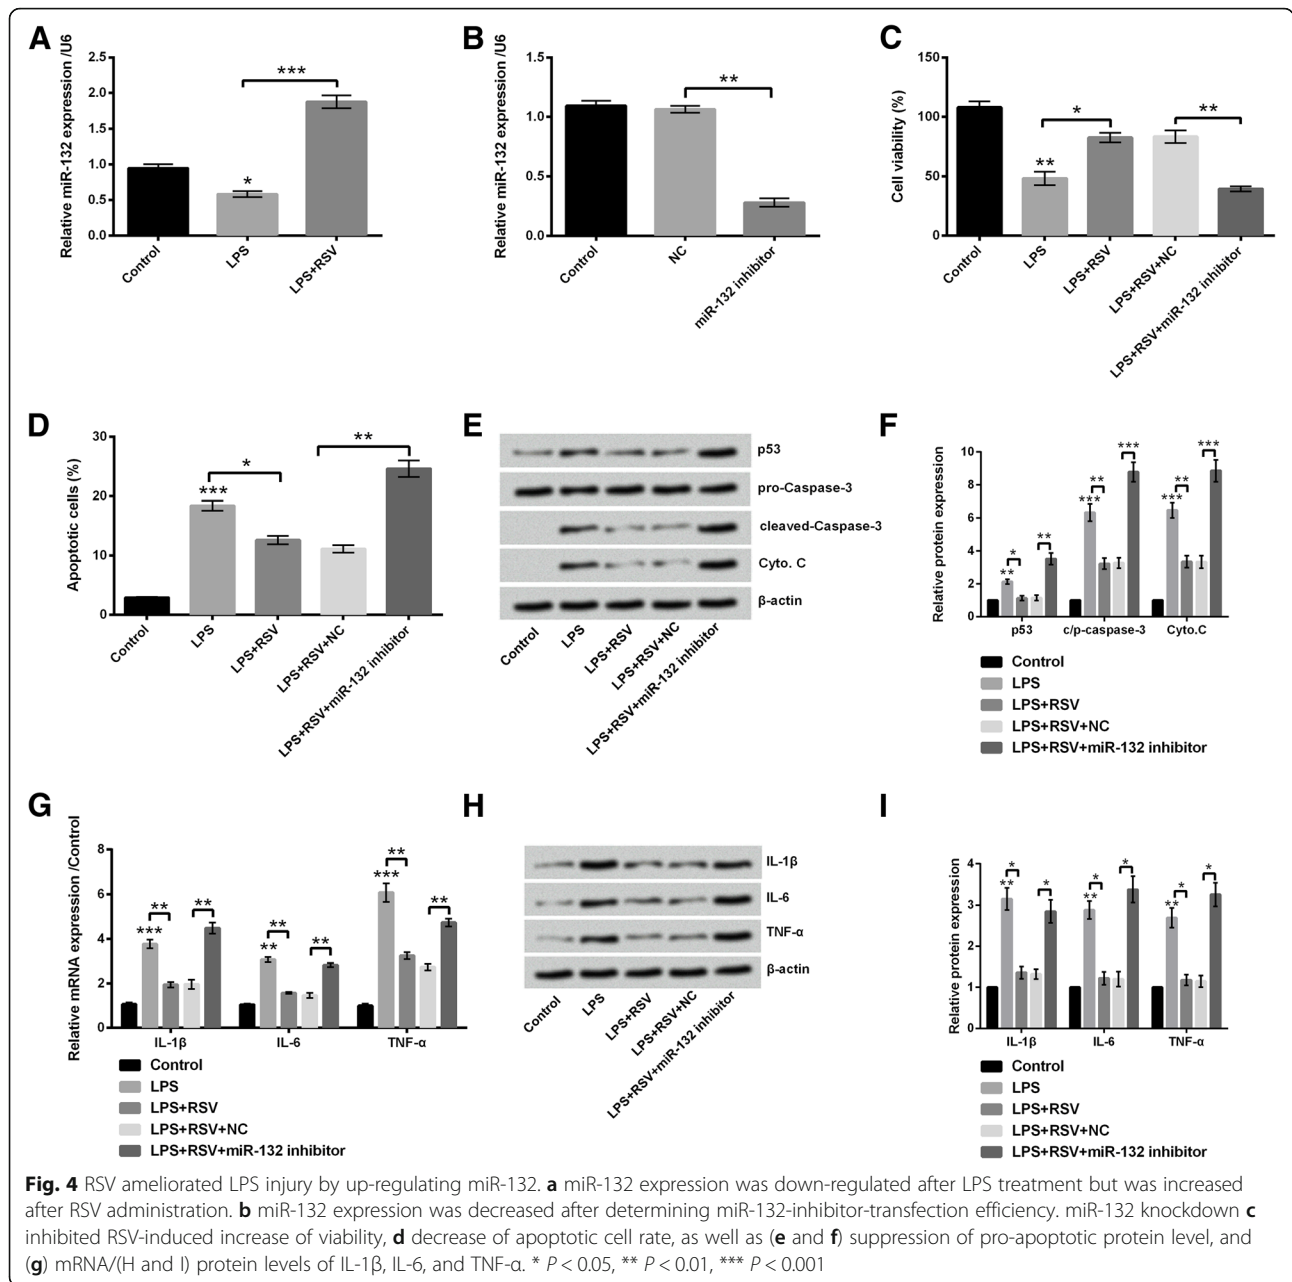 A
Relative miR-132 expression /U6
2.5
2.0
1.5
1.0
0.5
0.0
***
*
Control
LPS
LPS+RSV
B
Relative miR-132 expression /U6
1.5
1.0
0.5
0.0
**
Control
NC
miR-132 inhibitor
C
Cell viability (%)
150
100
50
0
**
*
**
Control
LPS
LPS+RSV
LPS+RSV+NC
LPS+RSV+miR-132 inhibitor
D
Apoptotic cells (%)
30
20
10
0
***
*
**
Control
LPS
LPS+RSV
LPS+RSV+NC
LPS+RSV+miR-132 inhibitor
E
p53
pro-Caspase-3
cleaved-Caspase-3
Cyto. C
β-actin
Control
LPS
LPS+RSV
LPS+RSV+NC
LPS+RSV+miR-132 inhibitor
F
Relative protein expression
10
8
6
4
2
0
**
*
**
***
**
***
***
**
***
p53
c/p-caspase-3
Cyto.C
Control
LPS
LPS+RSV
LPS+RSV+NC
LPS+RSV+miR-132 inhibitor
G
Relative mRNA expression /Control
8
6
4
2
0
***
**
**
**
**
**
***
**
**
IL-1β
IL-6
TNF-α
Control
LPS
LPS+RSV
LPS+RSV+NC
LPS+RSV+miR-132 inhibitor
H
IL-1β
IL-6
TNF-α
β-actin
Control
LPS
LPS+RSV
LPS+RSV+NC
LPS+RSV+miR-132 inhibitor
I
Relative protein expression
4
3
2
1
0
**
*
*
**
*
*
**
*
*
IL-1β
IL-6
TNF-α
Control
LPS
LPS+RSV
LPS+RSV+NC
LPS+RSV+miR-132 inhibitor
Fig. 4 RSV ameliorated LPS injury by up-regulating miR-132. a miR-132 expression was down-regulated after LPS treatment but was increased
after RSV administration. b miR-132 expression was decreased after determining miR-132-inhibitor-transfection efficiency. miR-132 knockdown c
inhibited RSV-induced increase of viability, d decrease of apoptotic cell rate, as well as (e and f) suppression of pro-apoptotic protein level, and
(g) mRNA/(H and I) protein levels of IL-1β, IL-6, and TNF-α. * P < 0.05, ** P < 0.01, *** P < 0.001